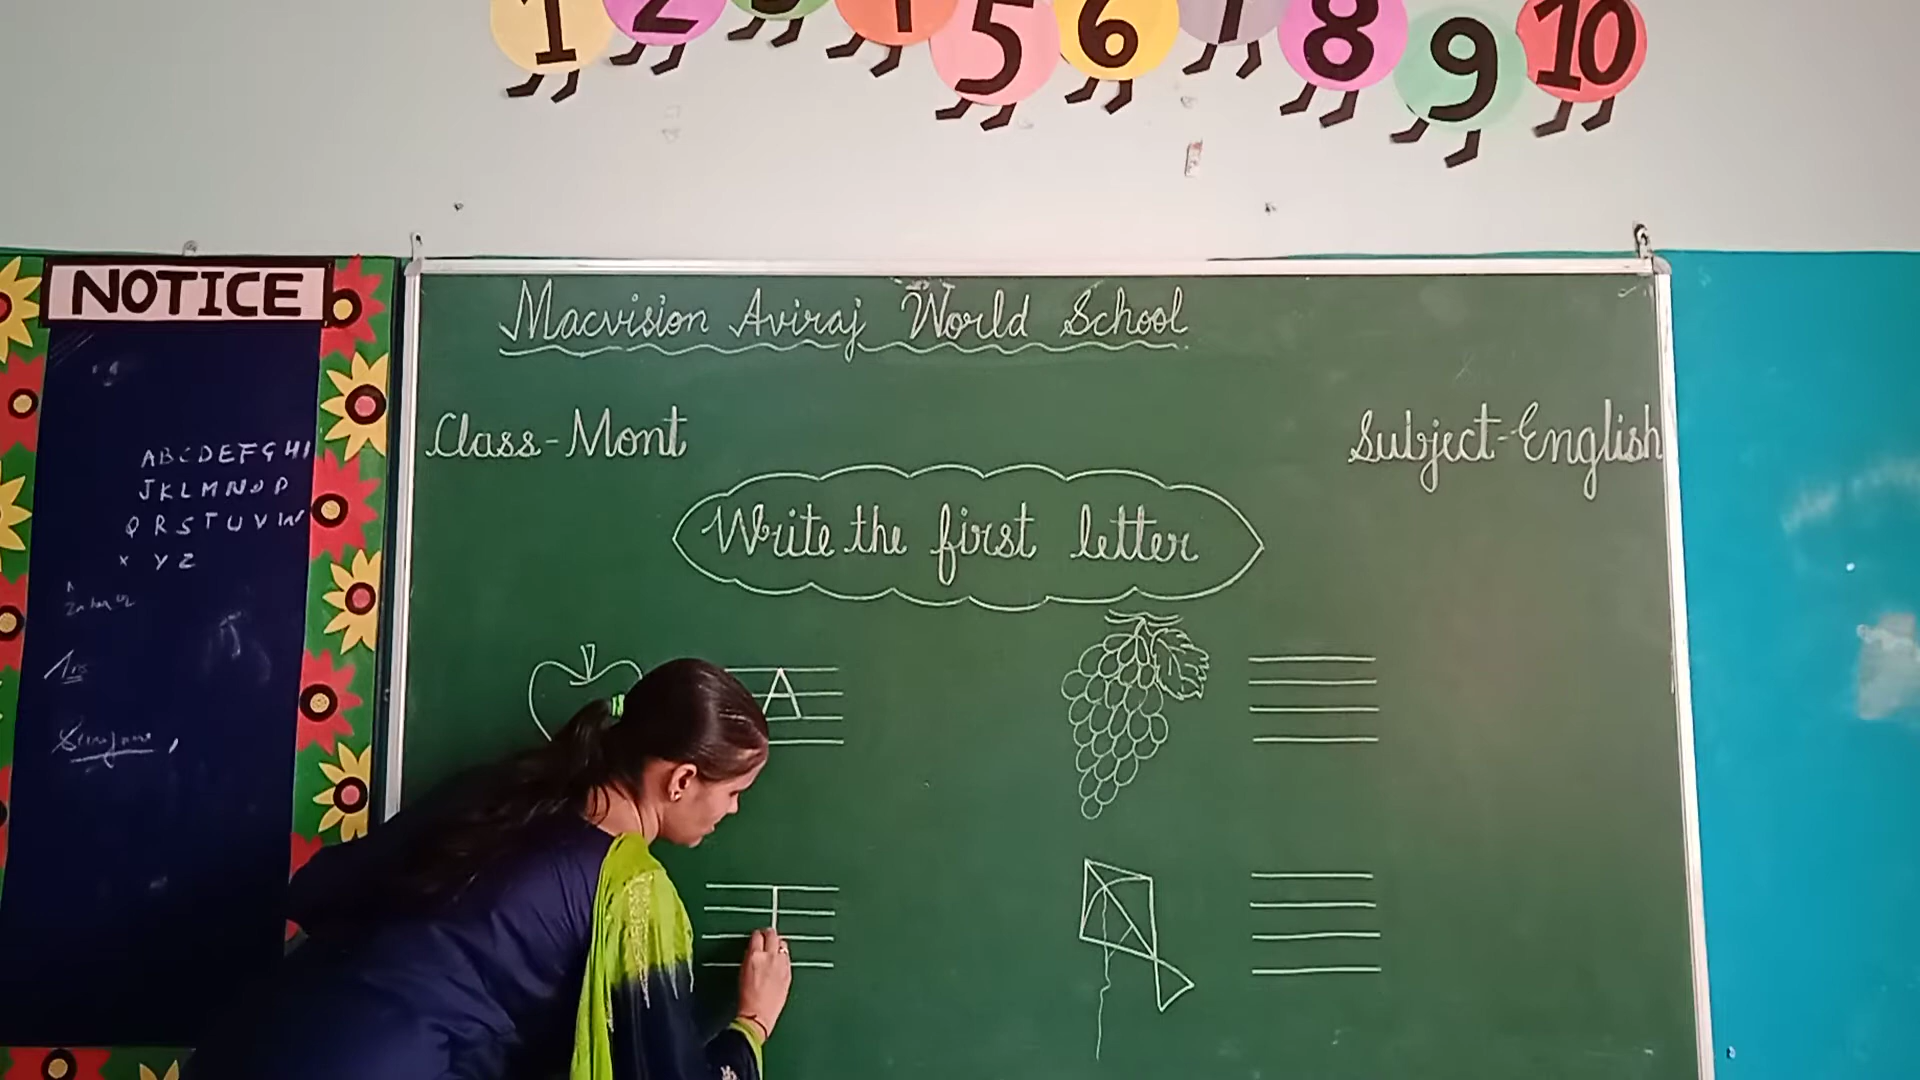 1 2 3 4 5 6 7 8 9 10
NOTICE
A B C D E F G H I
J K L M N O P
Q R S T U V W
X Y Z
Ans
Macvision Aviraj World School
Class-Mont
Subject-English
Write the first letter
A
I